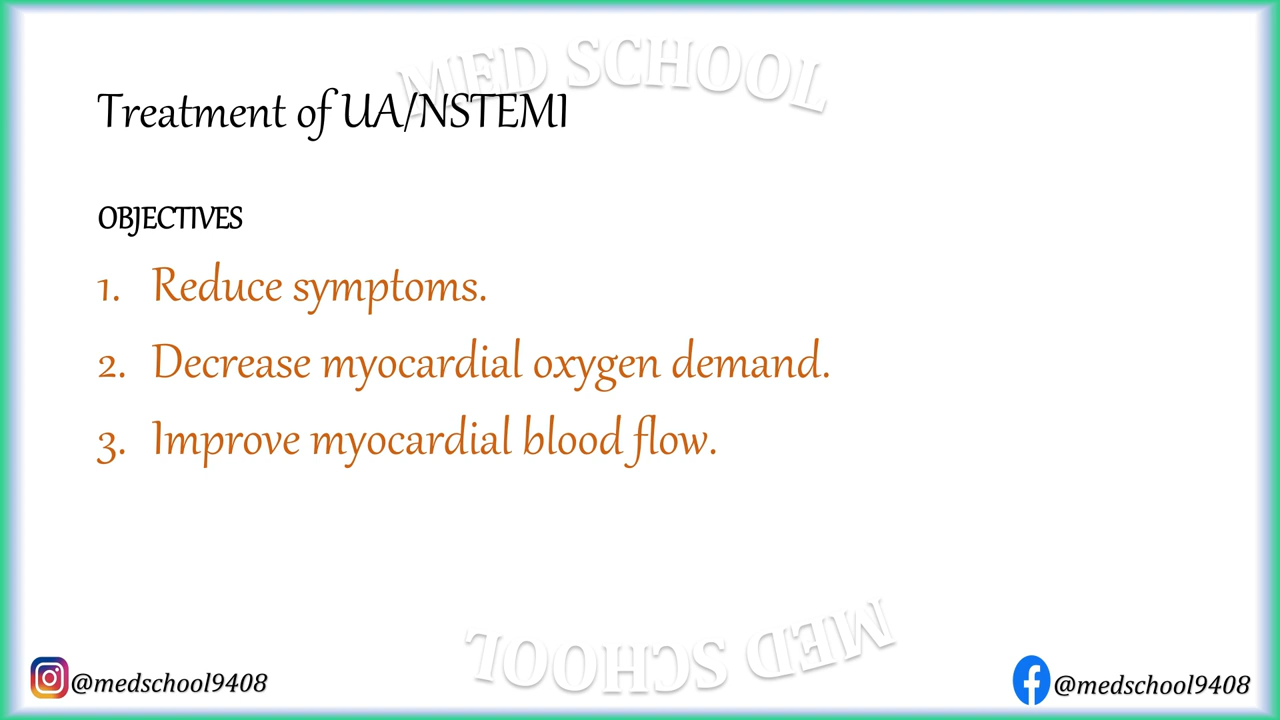 MED SCHOOL
Treatment of UA/NSTEMI
OBJECTIVES
1. Reduce symptoms.
2. Decrease myocardial oxygen demand.
3. Improve myocardial blood flow.
MED SCHOOL
@medschool9408
@medschool9408